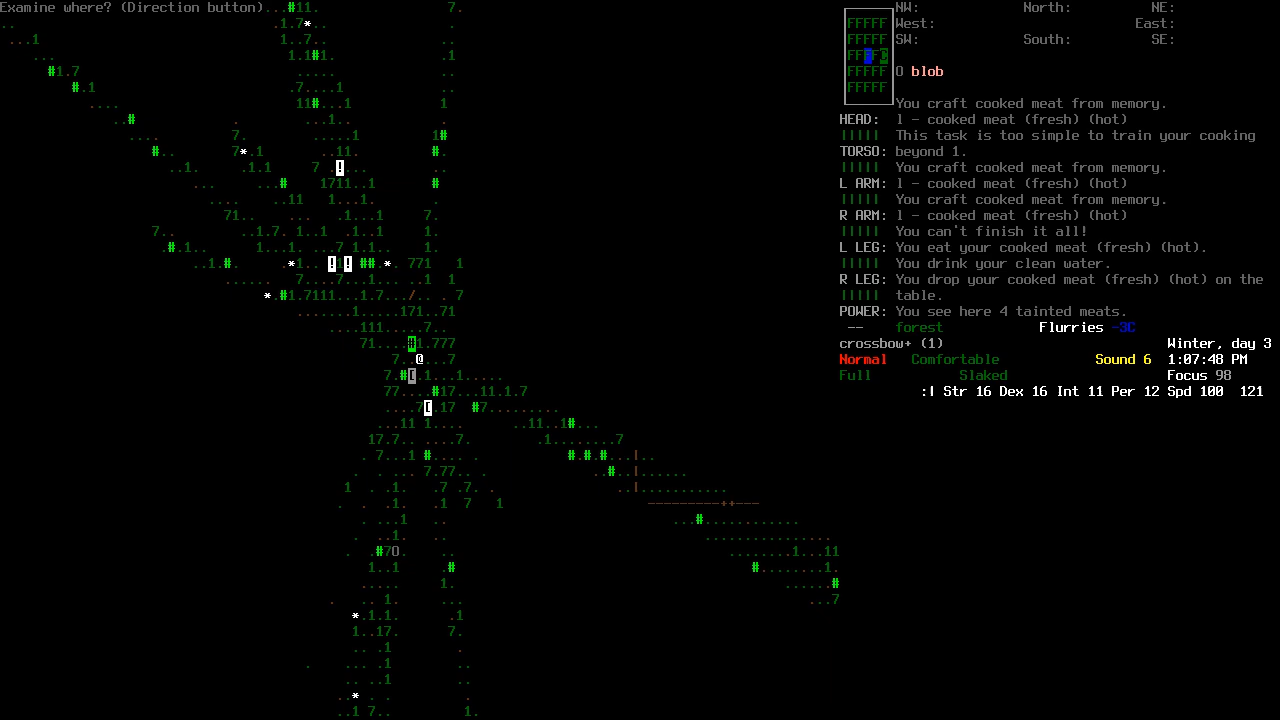 Examine where? (Direction button)
NW: North: NE:
West: East:
SW: South: SE:
FFFFF
FFFFF
FFFF
FFFFF
FFFFF
O blob
You craft cooked meat from memory.
HEAD: l - cooked meat (fresh) (hot)
||||| This task is too simple to train your cooking
TORSO: beyond 1.
||||| You craft cooked meat from memory.
L ARM: l - cooked meat (fresh) (hot)
||||| You craft cooked meat from memory.
R ARM: l - cooked meat (fresh) (hot)
||||| You can't finish it all!
L LEG: You eat your cooked meat (fresh) (hot).
||||| You drink your clean water.
R LEG: You drop your cooked meat (fresh) (hot) on the
||||| table.
POWER: You see here 4 tainted meats.
-- forest Flurries -3C
crossbow+ (1) Winter, day 3
Normal Comfortable Sound 6 1:07:48 PM
Full Slaked Focus 98
:| Str 16 Dex 16 Int 11 Per 12 Spd 100 121